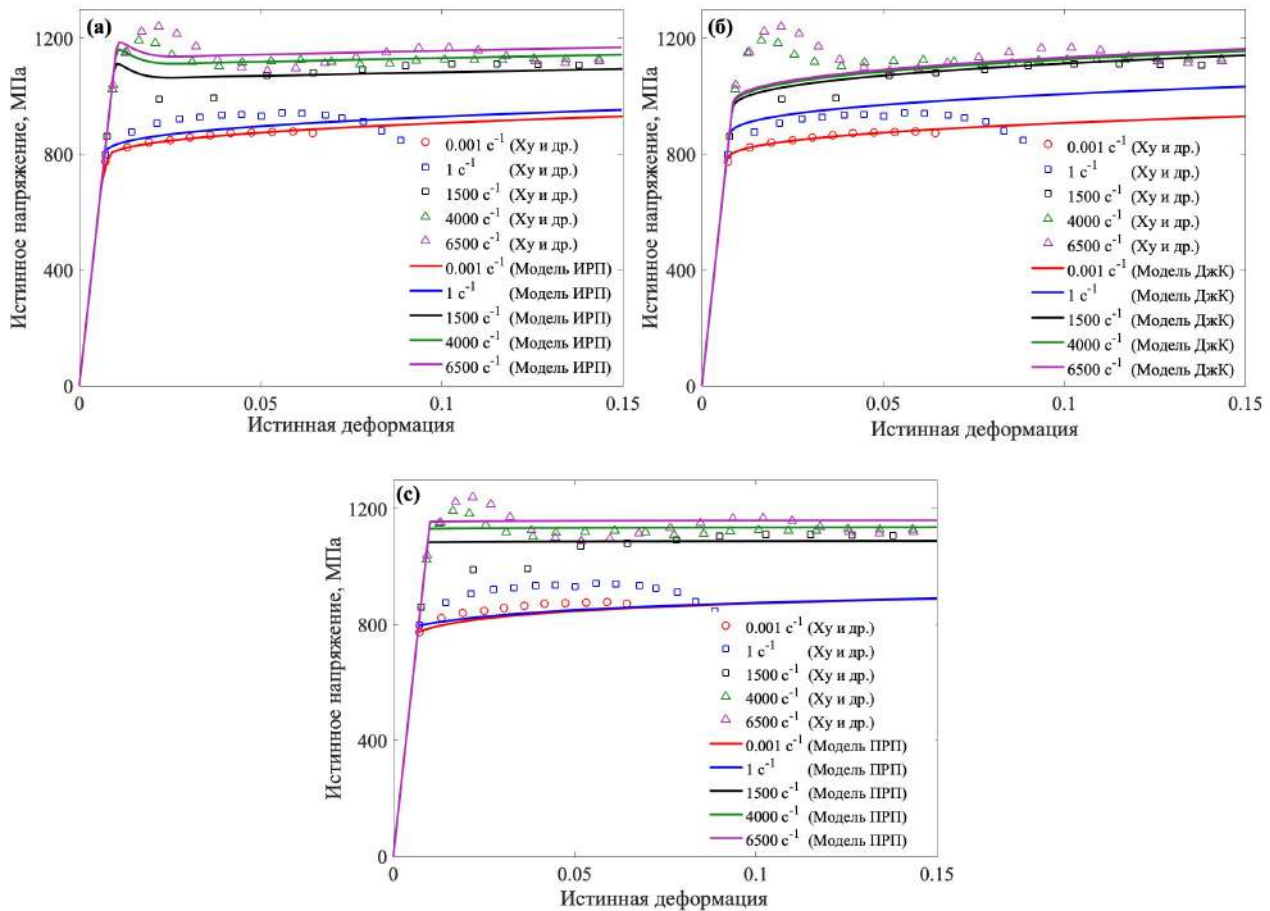 (а)
1200
800
400
0
0
0.05
0.1
0.15
Истинное напряжение, МПа
Истинная деформация
0.001 с⁻¹ (Ху и др.)
1 с⁻¹ (Ху и др.)
1500 с⁻¹ (Ху и др.)
4000 с⁻¹ (Ху и др.)
6500 с⁻¹ (Ху и др.)
0.001 с⁻¹ (Модель ИРП)
1 с⁻¹ (Модель ИРП)
1500 с⁻¹ (Модель ИРП)
4000 с⁻¹ (Модель ИРП)
6500 с⁻¹ (Модель ИРП)
(б)
1200
800
400
0
0
0.05
0.1
0.15
Истинное напряжение, МПа
Истинная деформация
0.001 с⁻¹ (Ху и др.)
1 с⁻¹ (Ху и др.)
1500 с⁻¹ (Ху и др.)
4000 с⁻¹ (Ху и др.)
6500 с⁻¹ (Ху и др.)
0.001 с⁻¹ (Модель ДжК)
1 с⁻¹ (Модель ДжК)
1500 с⁻¹ (Модель ДжК)
4000 с⁻¹ (Модель ДжК)
6500 с⁻¹ (Модель ДжК)
(с)
1200
800
400
0
0
0.05
0.1
0.15
Истинное напряжение, МПа
Истинная деформация
0.001 с⁻¹ (Ху и др.)
1 с⁻¹ (Ху и др.)
1500 с⁻¹ (Ху и др.)
4000 с⁻¹ (Ху и др.)
6500 с⁻¹ (Ху и др.)
0.001 с⁻¹ (Модель ПРП)
1 с⁻¹ (Модель ПРП)
1500 с⁻¹ (Модель ПРП)
4000 с⁻¹ (Модель ПРП)
6500 с⁻¹ (Модель ПРП)